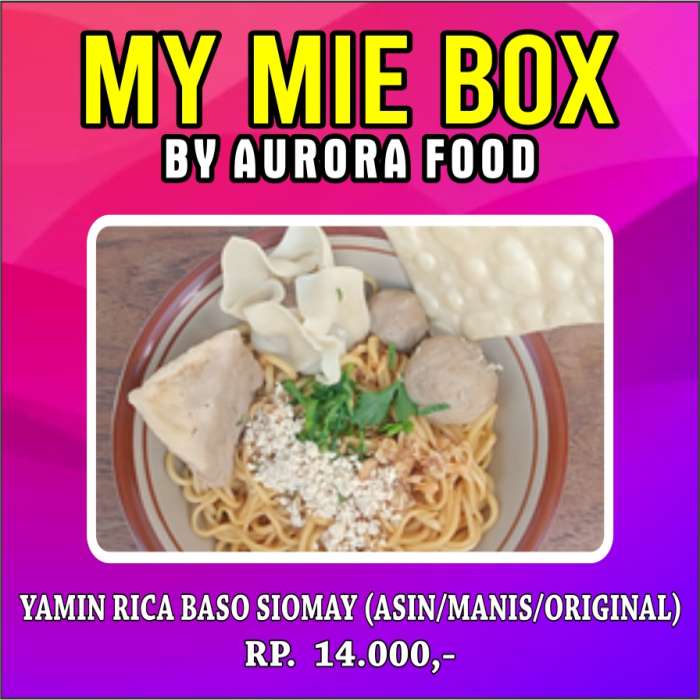 MY MIE BOX
BY AURORA FOOD
YAMIN RICA BASO SIOMAY (ASIN/MANIS/ORIGINAL)
RP. 14.000,-